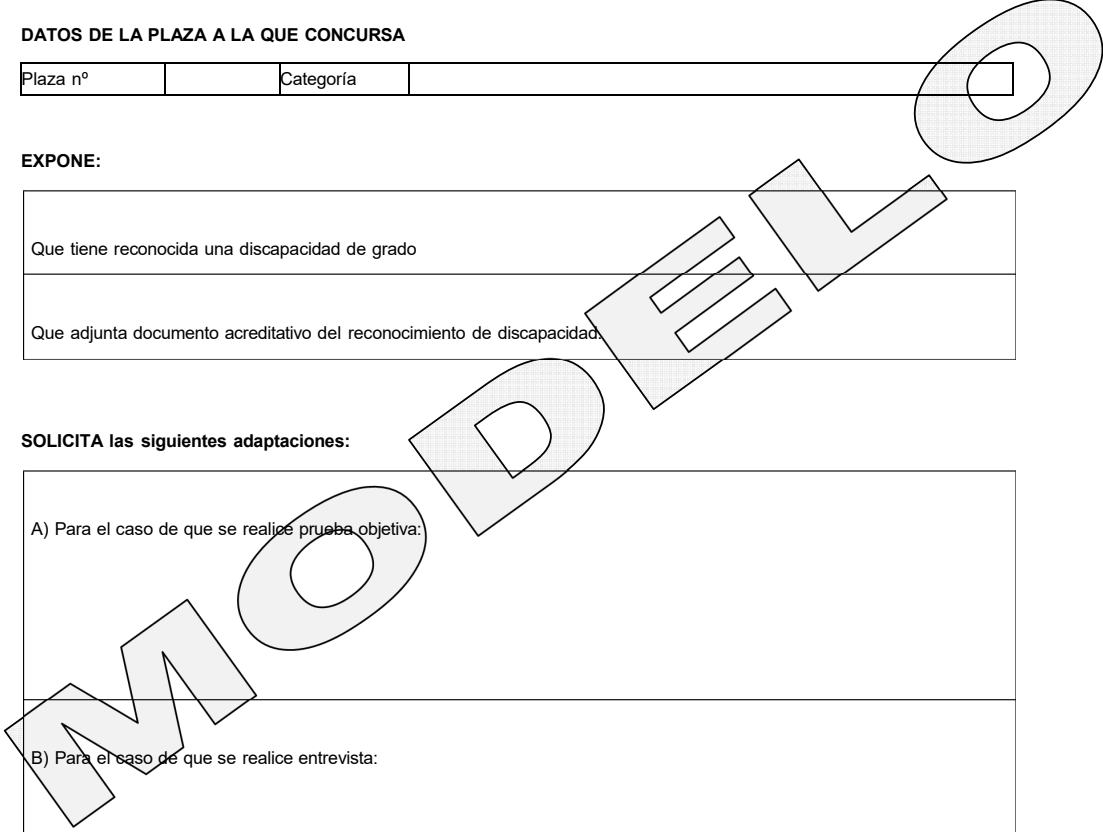 DATOS DE LA PLAZA A LA QUE CONCURSA
Plaza nº Categoría
EXPONE:
Que tiene reconocida una discapacidad de grado
Que adjunta documento acreditativo del reconocimiento de discapacidad.
SOLICITA las siguientes adaptaciones:
A) Para el caso de que se realice prueba objetiva:
B) Para el caso de que se realice entrevista:
MODELO